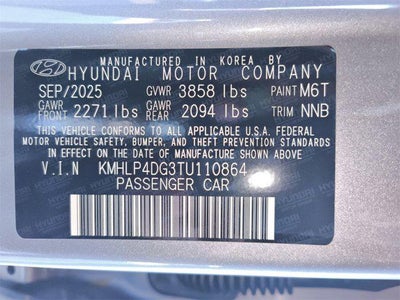 MANUFACTURED IN KOREA BY
HYUNDAI MOTOR COMPANY
SEP/2025 GVWR 3858 lbs PAINT M6T
GAWR FRT 2271 lbs GAWR RR 2094 lbs TRIM NNB
THIS VEHICLE CONFORMS TO ALL APPLICABLE U.S.A. FEDERAL
MOTOR VEHICLE SAFETY, BUMPER, AND THEFT PREVENTION
STANDARDS IN EFFECT ON THE DATE OF MANUFACTURE
SHOWN ABOVE.
V.I.N KMHLP4DG3TU110864
PASSENGER CAR